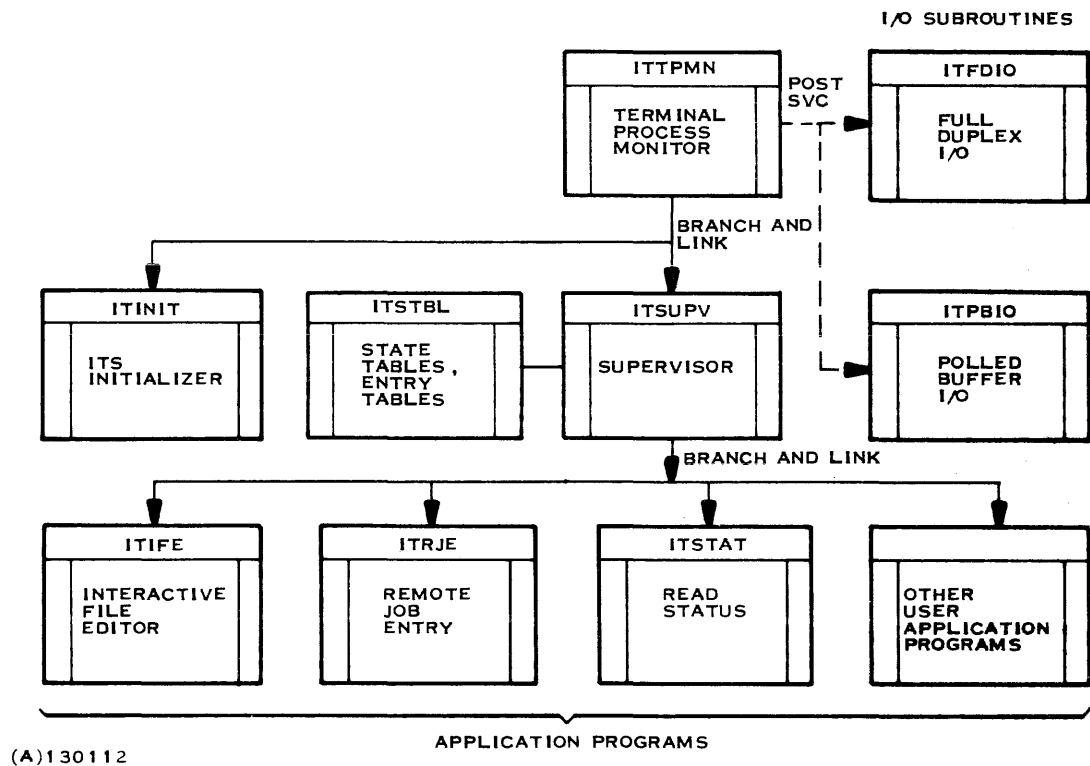 I/O SUBROUTINES
ITTPMN
TERMINAL
PROCESS
MONITOR
POST
SVC
ITFDIO
FULL
DUPLEX
I/O
BRANCH AND
LINK
ITINIT
ITS
INITIALIZER
ITSTBL
STATE
TABLES,
ENTRY
TABLES
ITSUPV
SUPERVISOR
ITPBIO
POLLED
BUFFER
I/O
BRANCH AND LINK
ITIFE
INTERACTIVE
FILE
EDITOR
ITRJE
REMOTE
JOB
ENTRY
ITSTAT
READ
STATUS
OTHER
USER
APPLICATION
PROGRAMS
APPLICATION PROGRAMS
(A)130112